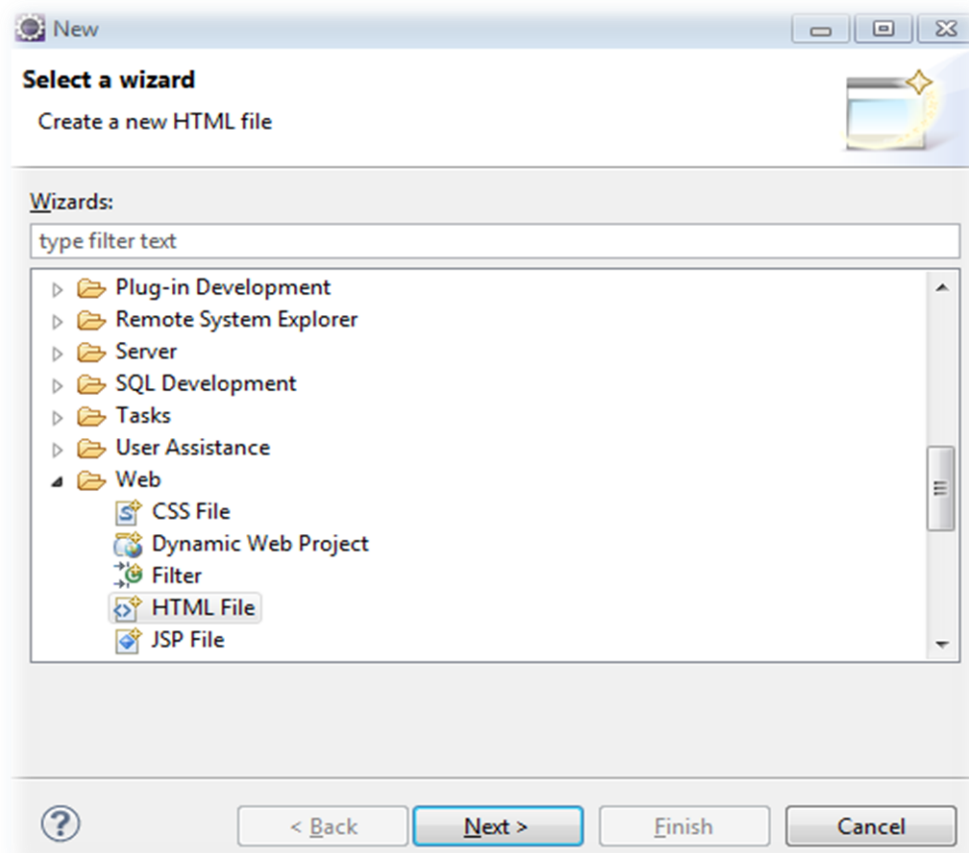 New
Select a wizard
Create a new HTML file
Wizards:
type filter text
Plug-in Development
Remote System Explorer
Server
SQL Development
Tasks
User Assistance
Web
CSS File
Dynamic Web Project
Filter
HTML File
JSP File
?
< Back
Next >
Finish
Cancel